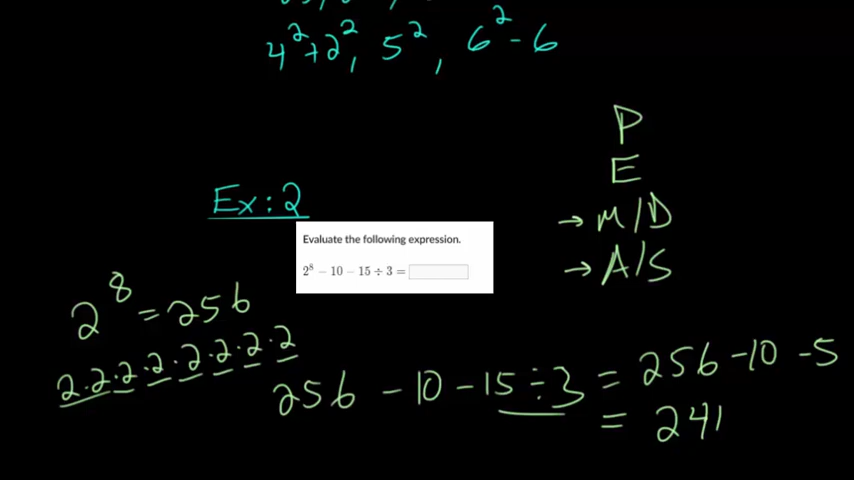 4² + 2², 5², 6² - 6
P
E
→ M/D
→ A/S
Ex: 2
Evaluate the following expression.
2⁸ − 10 − 15 ÷ 3 =
2⁸ = 256
2·2·2·2·2·2·2·2
256 - 10 - 15 ÷ 3 = 256 - 10 - 5
= 241